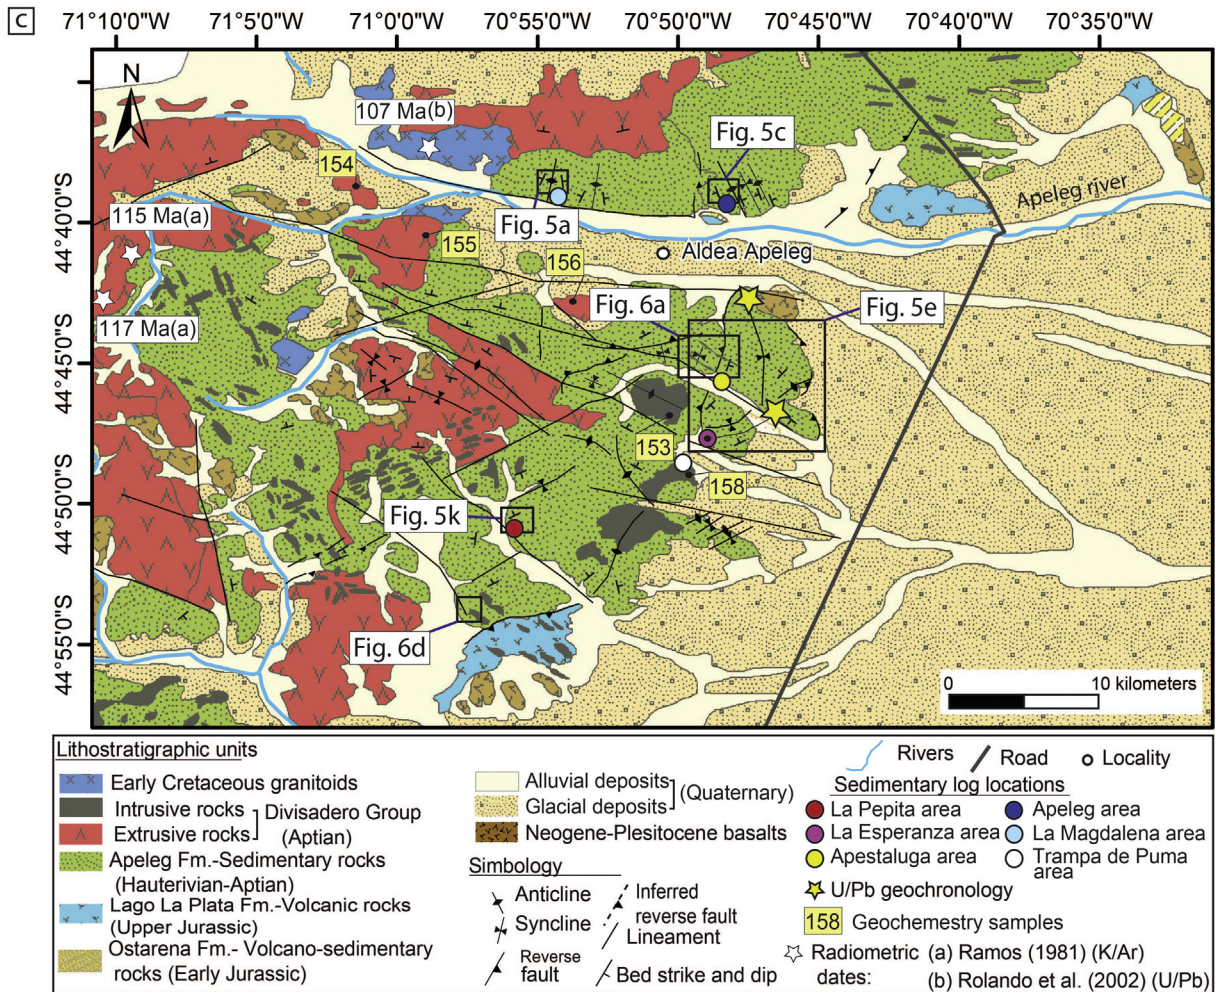 C
71°10'0"W 71°5'0"W 71°0'0"W 70°55'0"W 70°50'0"W 70°45'0"W 70°40'0"W 70°35'0"W
N
107 Ma(b)
Fig. 5c
154
44°40'0"S
115 Ma(a)
Fig. 5a
Apeleg river
155
Aldea Apeleg
156
Fig. 6a
Fig. 5e
117 Ma(a)
44°45'0"S
153
158
44°50'0"S
Fig. 5k
44°55'0"S
Fig. 6d
0 10 kilometers
Lithostratigraphic units
Early Cretaceous granitoids
Intrusive rocks
Extrusive rocks
Divisadero Group
(Aptian)
Apeleg Fm.-Sedimentary rocks
(Hauterivian-Aptian)
Lago La Plata Fm.-Volcanic rocks
(Upper Jurassic)
Ostarena Fm.- Volcano-sedimentary
rocks (Early Jurassic)
Alluvial deposits
Glacial deposits
(Quaternary)
Neogene-Plesitocene basalts
Simbology
Anticline
Syncline
Reverse
fault
Inferred
reverse fault
Lineament
Bed strike and dip
Rivers Road Locality
Sedimentary log locations
La Pepita area
La Esperanza area
Apestaluga area
Apeleg area
La Magdalena area
Trampa de Puma
area
U/Pb geochronology
158 Geochemestry samples
Radiometric (a) Ramos (1981) (K/Ar)
dates: (b) Rolando et al. (2002) (U/Pb)